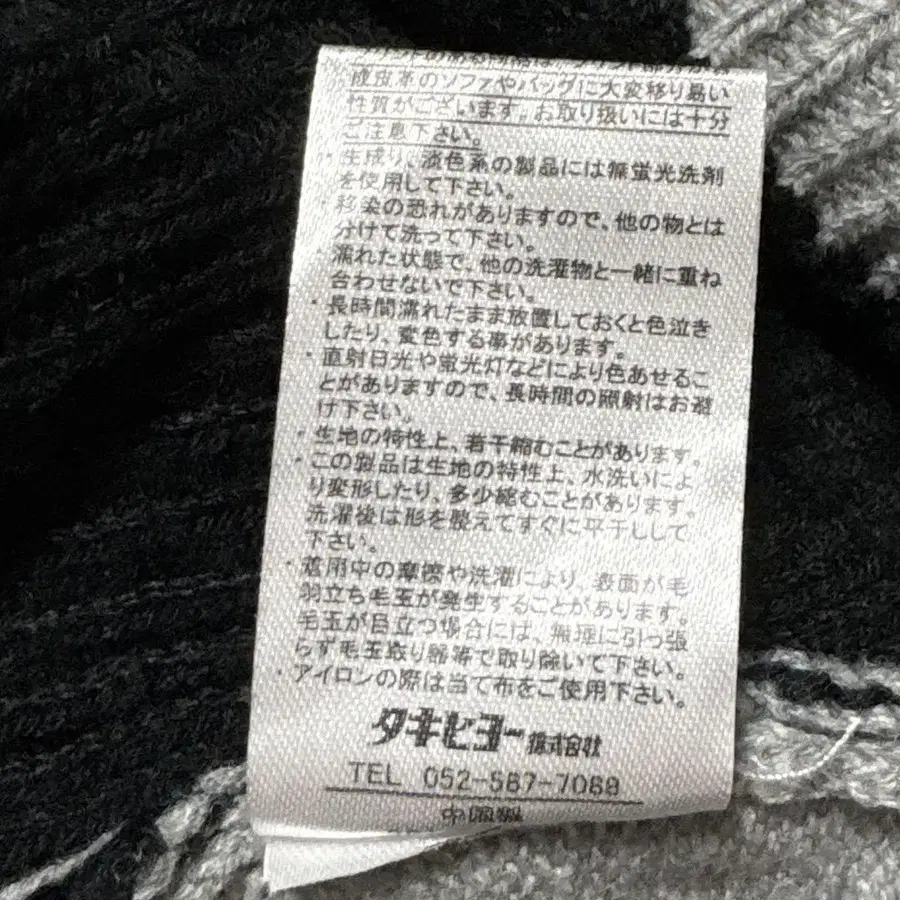 成皮革のソファやバッグに大変移り易い
性質がございます。お取り扱いには十分
ご注意下さい。
・生成り、淡色系の製品には無蛍光洗剤
を使用して下さい。
・移染の恐れがありますので、他の物とは
分けて洗って下さい。
・濡れた状態で、他の洗濯物と一緒に重ね
合わせないで下さい。
・長時間濡れたまま放置しておくと色泣き
したり、変色する事があります。
・直射日光や蛍光灯などにより色あせるこ
とがありますので、長時間の照射はお避
け下さい。
・生地の特性上、若干縮むことがあります。
・この製品は生地の特性上、水洗いによ
り変形したり、多少縮むことがあります。
洗濯後は形を整えてすぐに平干しして
下さい。
・着用中の摩擦や洗濯により、表面が毛
羽立ち毛玉が発生することがあります。
毛玉が目立つ場合には、無理に引っ張
らず毛玉取り器等で取り除いて下さい。
・アイロンの際は当て布をご使用下さい。
タキヒヨー株式会社
TEL 052-587-7088
中国製